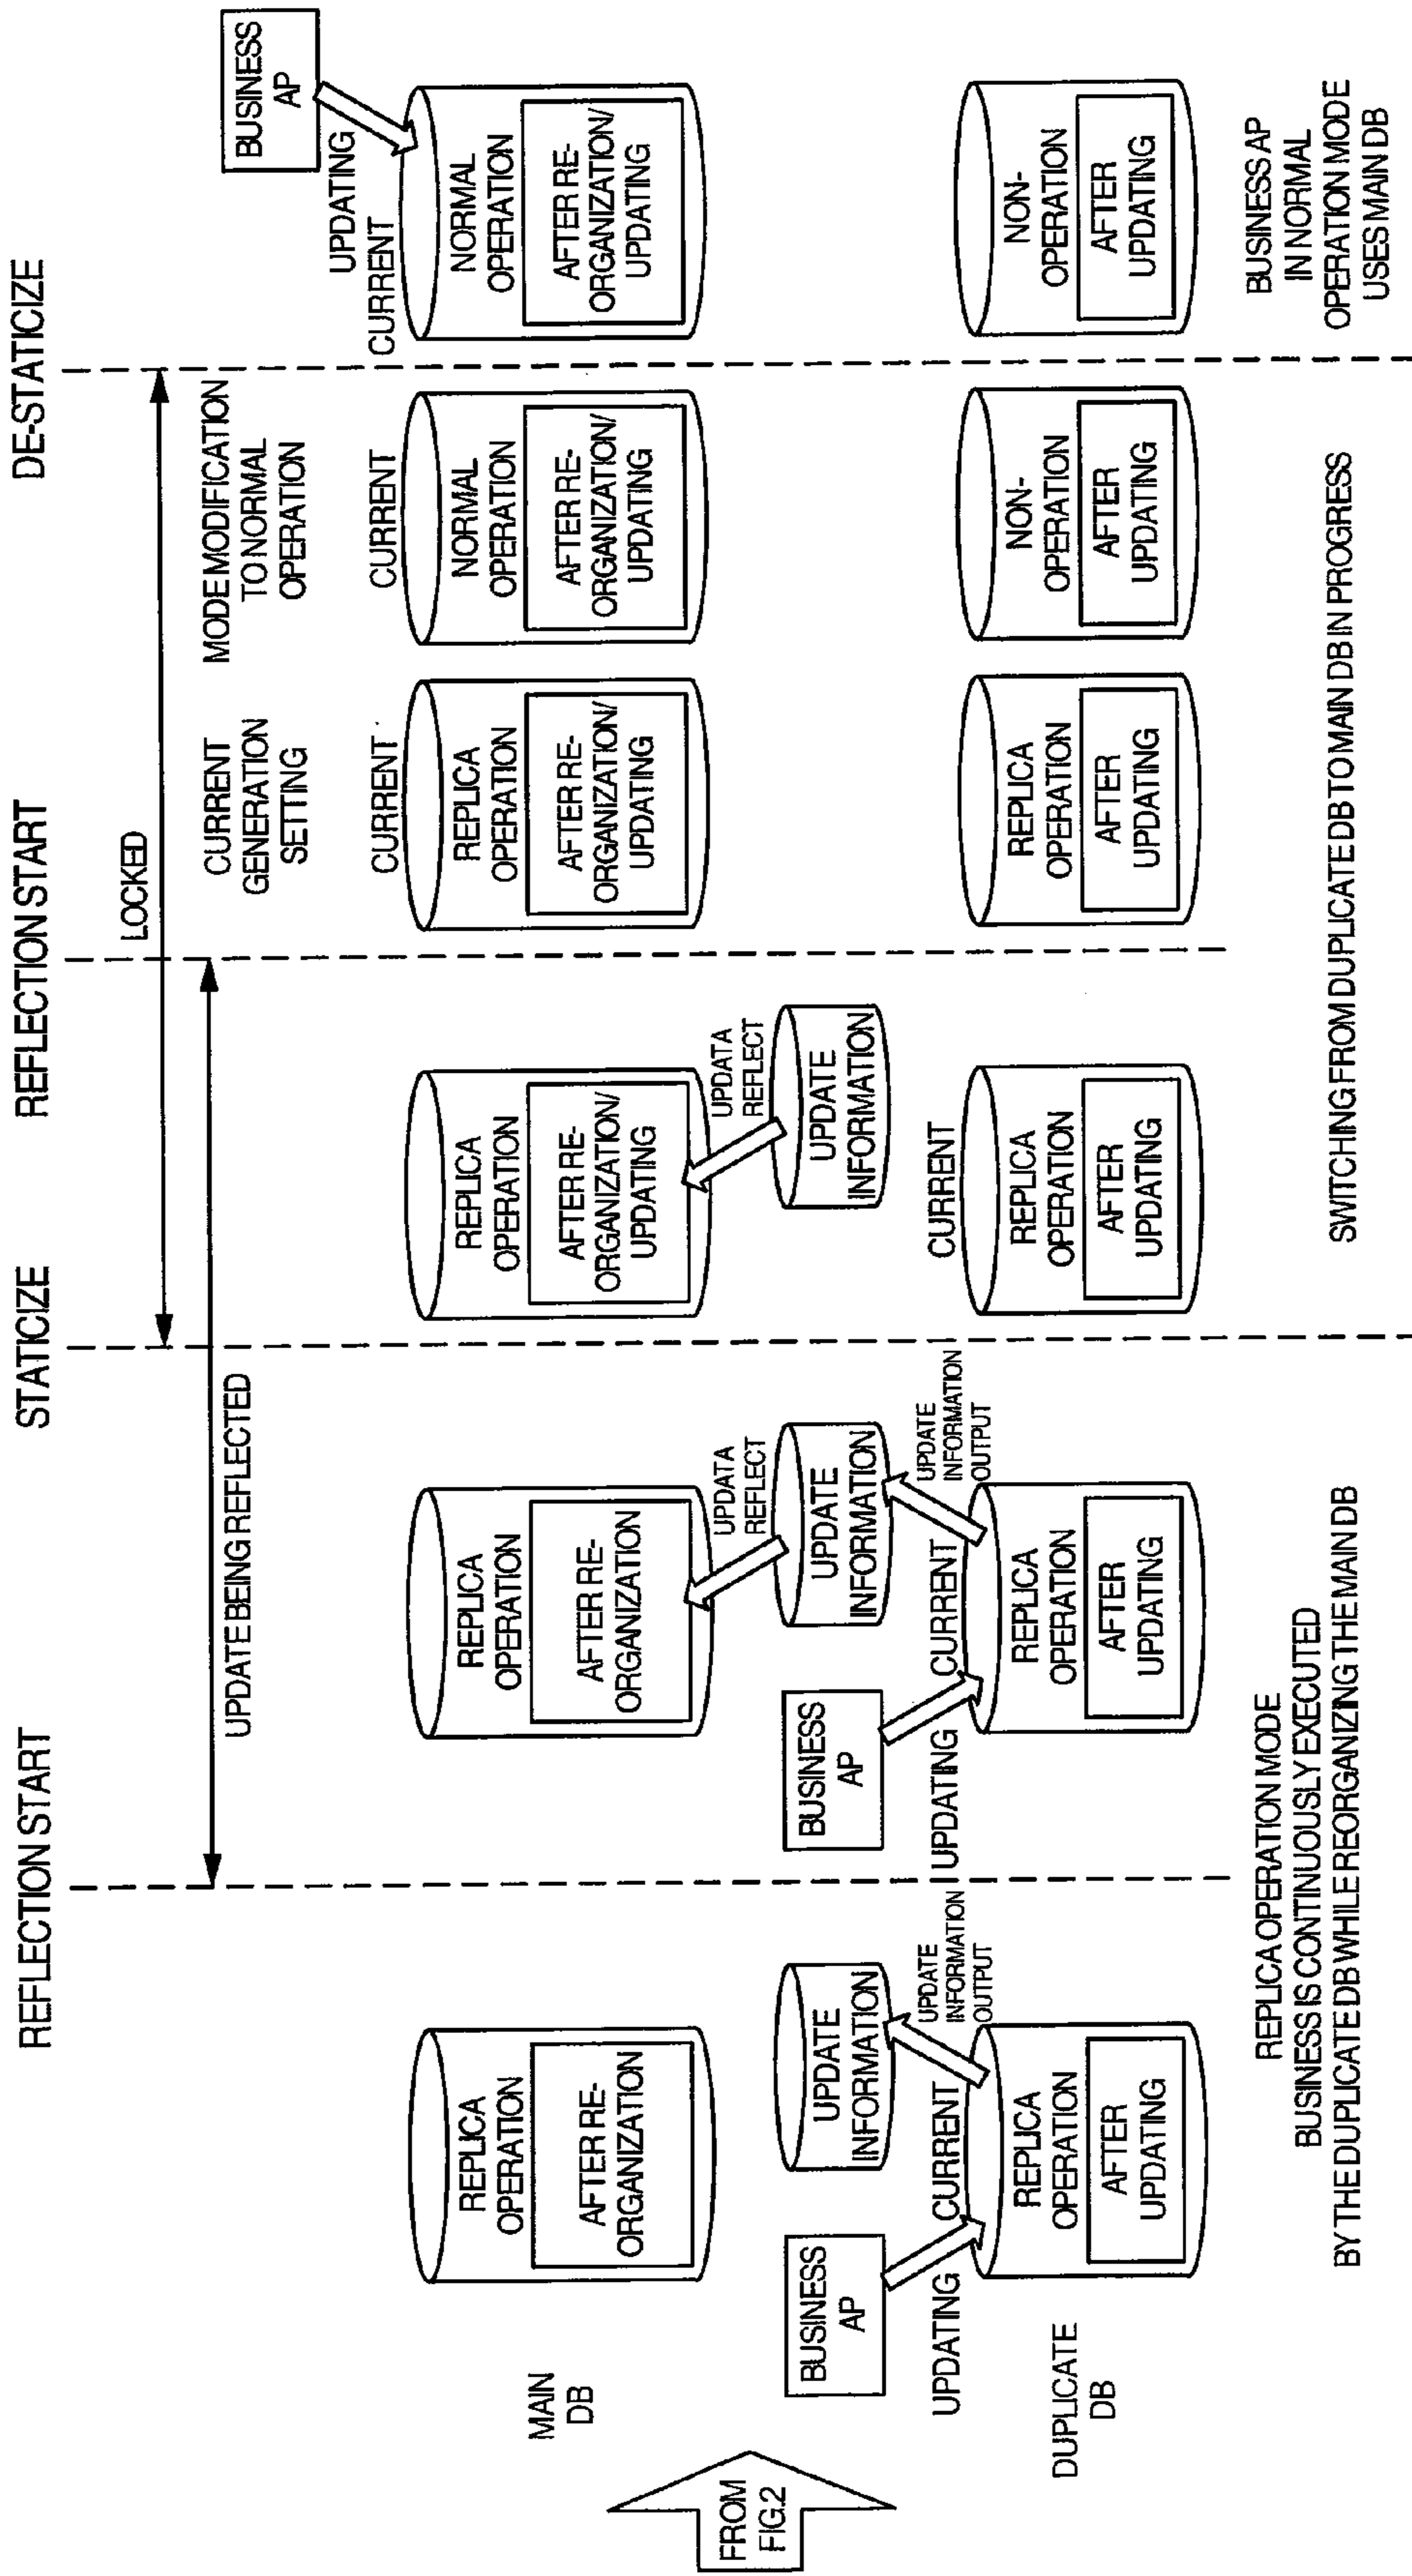 REFLECTION START
STATICIZE
REFLECTION START
DE-STATICIZE
LOCKED
UPDATE BEING REFLECTED
CURRENT
GENERATION
SETTING
MODE MODIFICATION
TO NORMAL
OPERATION
BUSINESS
AP
UPDATING
FROM
FIG.2
MAIN
DB
REPLICA
OPERATION
AFTER RE-
ORGANIZATION
REPLICA
OPERATION
AFTER RE-
ORGANIZATION
REPLICA
OPERATION
AFTER RE-
ORGANIZATION/
UPDATING
CURRENT
REPLICA
OPERATION
AFTER RE-
ORGANIZATION/
UPDATING
CURRENT
NORMAL
OPERATION
AFTER RE-
ORGANIZATION/
UPDATING
CURRENT
NORMAL
OPERATION
AFTER RE-
ORGANIZATION/
UPDATING
BUSINESS
AP
UPDATE
INFORMATION
UPDATING
CURRENT
UPDATE
INFORMATION
OUTPUT
BUSINESS
AP
UPDATA
REFLECT
UPDATE
INFORMATION
UPDATING
CURRENT
UPDATE
INFORMATION
OUTPUT
UPDATA
REFLECT
UPDATE
INFORMATION
DUPLICATE
DB
REPLICA
OPERATION
AFTER
UPDATING
REPLICA
OPERATION
AFTER
UPDATING
CURRENT
REPLICA
OPERATION
AFTER
UPDATING
REPLICA
OPERATION
AFTER
UPDATING
NON-
OPERATION
AFTER
UPDATING
NON-
OPERATION
AFTER
UPDATING
REPLICA OPERATION MODE
BUSINESS IS CONTINUOUSLY EXECUTED
BY THE DUPLICATE DB WHILE REORGANIZING THE MAIN DB
SWITCHING FROM DUPLICATE DB TO MAIN DB IN PROGRESS
BUSINESS AP
IN NORMAL
OPERATION MODE
USES MAIN DB